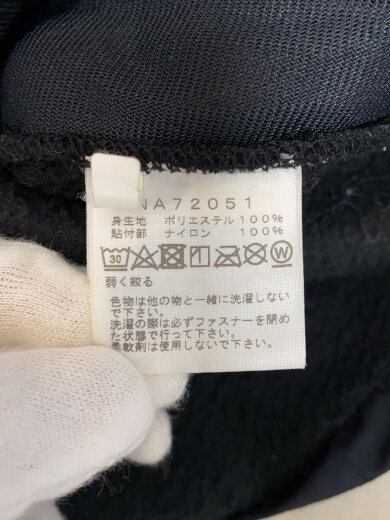 NA72051
身生地 ポリエステル 100%
貼付部 ナイロン 100%
30 W
弱く絞る
色物は他の物と一緒に洗濯しない
で下さい。
洗濯の際は必ずファスナーを閉め
た状態で行って下さい。
柔軟剤は使用しないで下さい。